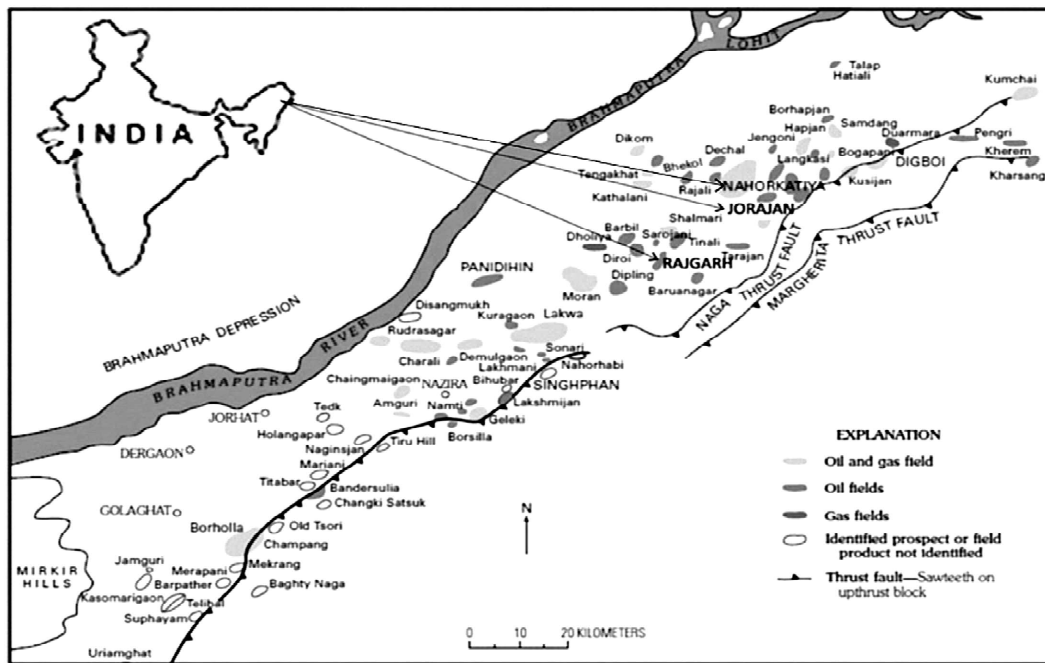 INDIA
BRAHMAPUTRA
LOHIT
Talap
Hatiali
Kumchai
Borhapjan
Hapjan
Samdang
Dikom
Dechal
Jengoni
Duarmara
Pengri
Bhekol
Langkasi
Bogapani
DIGBOI
Kherem
Tengakhat
Rajali
NAHORKATIYA
Kusijan
Kharsang
Kathalani
JORAJAN
Shalmari
THRUST FAULT
Barbil
Sarojani
Dholiya
Tinali
Diroi
RAJGARH
Tarajan
NAGA THRUST FAULT
MARGHERITA
PANIDIHIN
Dipling
Moran
Baruanagar
Disangmukh
BRAHMAPUTRA DEPRESSION
Kuragaon
Lakwa
Rudrasagar
RIVER
Charali
Demulgaon
Sonari
Lakhmani
Nahorhabi
BRAHMAPUTRA
Chaingmaigaon
NAZIRA
Bihubar
SINGHPHAN
JORHAT
Tedk
Amguri
Namti
Lakshmijan
Geleki
Holangapar
Borsilla
DERGAON
Naginsjan
Tiru Hill
Mariani
Titabar
Bandersulia
Changki Satsuk
GOLAGHAT
Old Tsori
Borholla
Champang
Jamguri
Mekrang
MIRKIR
HILLS
Merapani
Barpather
Baghty Naga
Kasomarigaon
Telibal
Suphayam
Uriamghat
N
0 10 20 KILOMETERS
EXPLANATION
Oil and gas field
Oil fields
Gas fields
Identified prospect or field
product not identified
Thrust fault—Sawteeth on
upthrust block